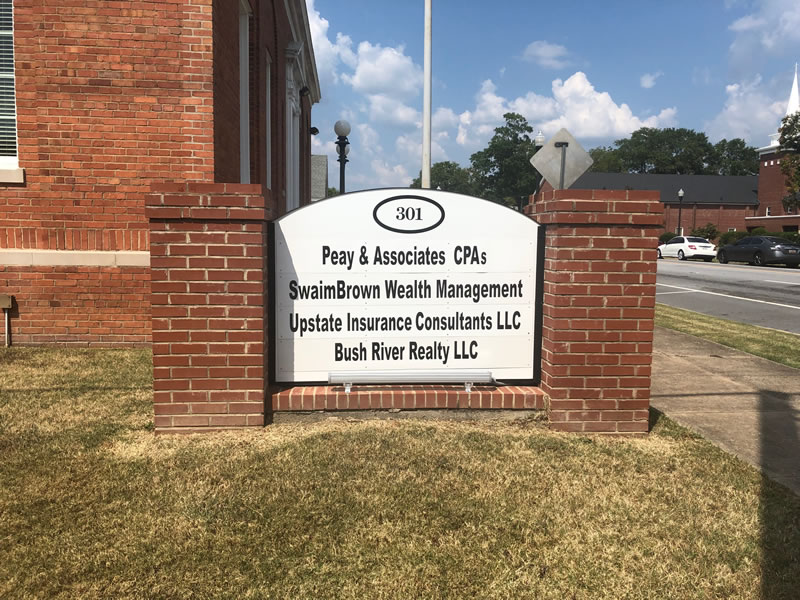 301
Peay & Associates CPAs
SwaimBrown Wealth Management
Upstate Insurance Consultants LLC
Bush River Realty LLC